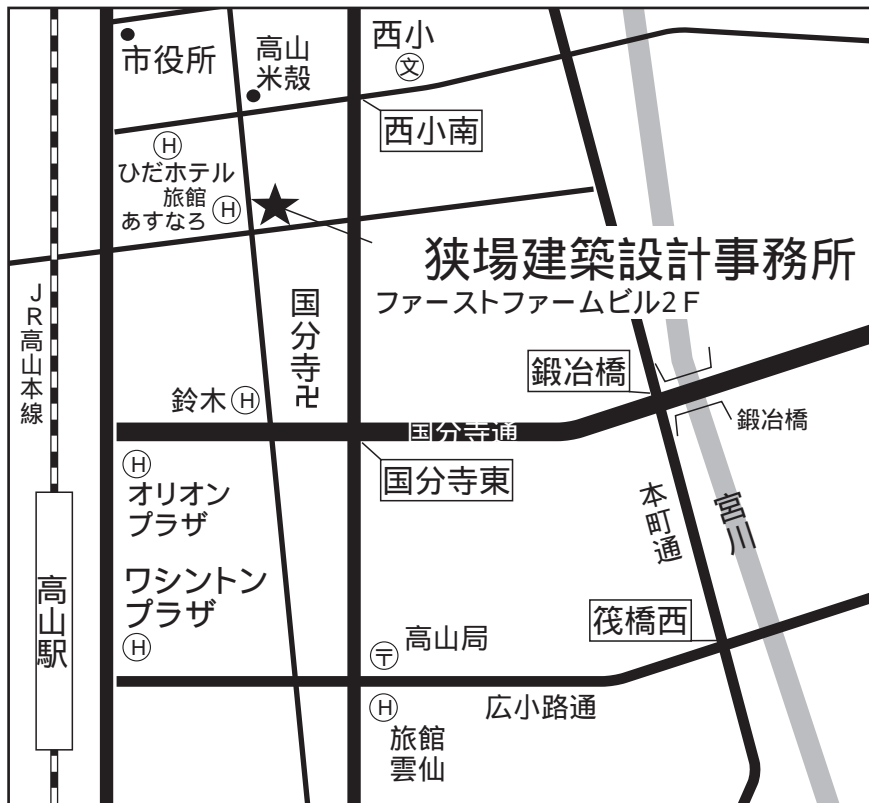 市役所
高山
米殻
西小
文
西小南
H
ひだホテル
旅館
あすなろ
H
狭場建築設計事務所
ファーストファームビル2F
JR高山本線
国分寺卍
鍛冶橋
鈴木H
国分寺通
鍛冶橋
H
オリオン
プラザ
国分寺東
本町通
宮川
高山駅
ワシントン
プラザ
H
筏橋西
〒
高山局
H
広小路通
旅館
雲仙